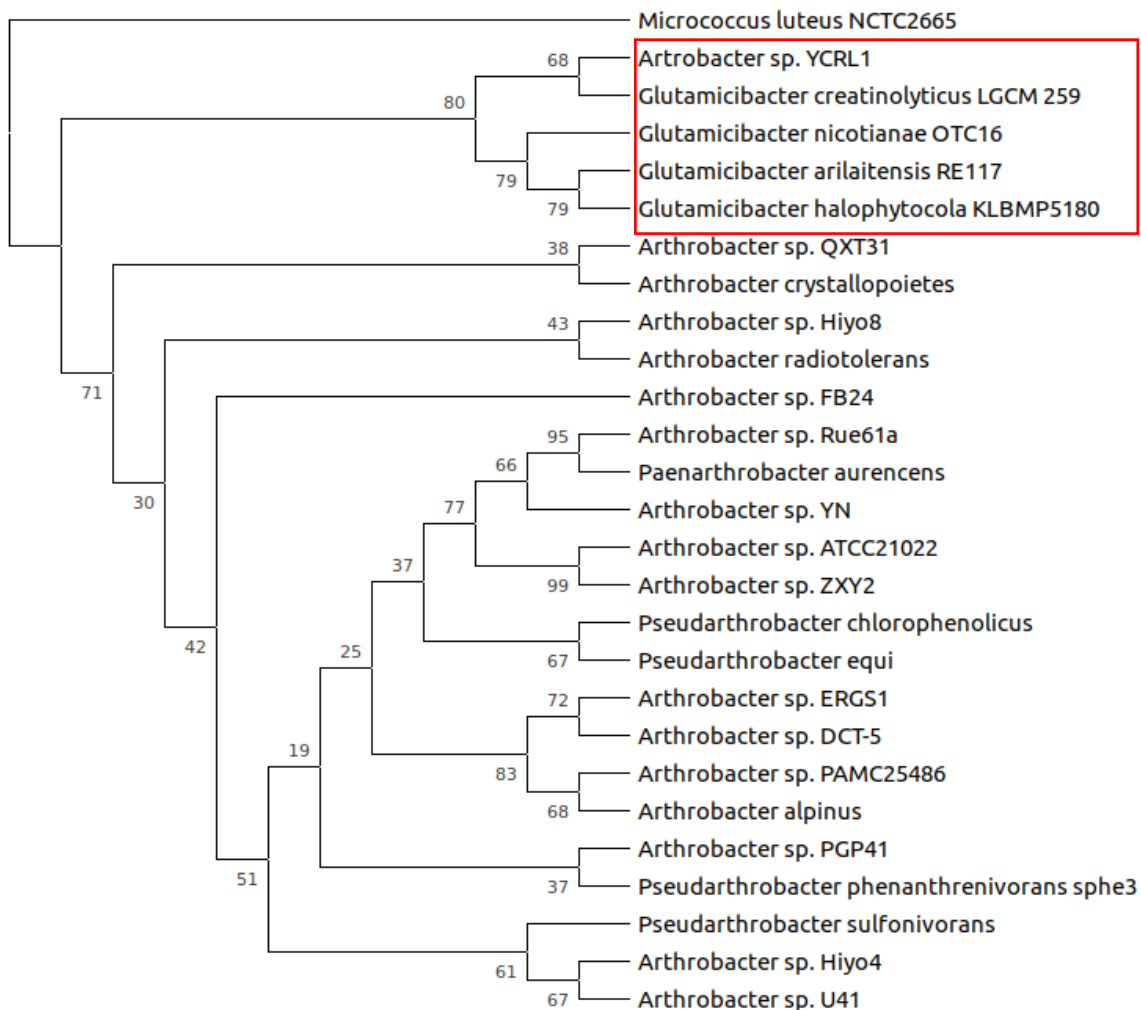 Micrococcus luteus NCTC2665
68 Artrobacter sp. YCRL1
80 Glutamicibacter creatinolyticus LGCM 259
Glutamicibacter nicotianae OTC16
79 Glutamicibacter arilaitensis RE117
79 Glutamicibacter halophytocola KLBMP5180
38 Arthrobacter sp. QXT31
Arthrobacter crystallopoietes
43 Arthrobacter sp. Hiyo8
Arthrobacter radiotolerans
71 Arthrobacter sp. FB24
95 Arthrobacter sp. Rue61a
66 Paenarthrobacter aurencens
30 77 Arthrobacter sp. YN
37 Arthrobacter sp. ATCC21022
99 Arthrobacter sp. ZXY2
Pseudarthrobacter chlorophenolicus
42 25 67 Pseudarthrobacter equi
72 Arthrobacter sp. ERGS1
19 Arthrobacter sp. DCT-5
83 Arthrobacter sp. PAMC25486
68 Arthrobacter alpinus
Arthrobacter sp. PGP41
51 37 Pseudarthrobacter phenanthrenivorans sphe3
Pseudarthrobacter sulfonivorans
61 Arthrobacter sp. Hiyo4
67 Arthrobacter sp. U41